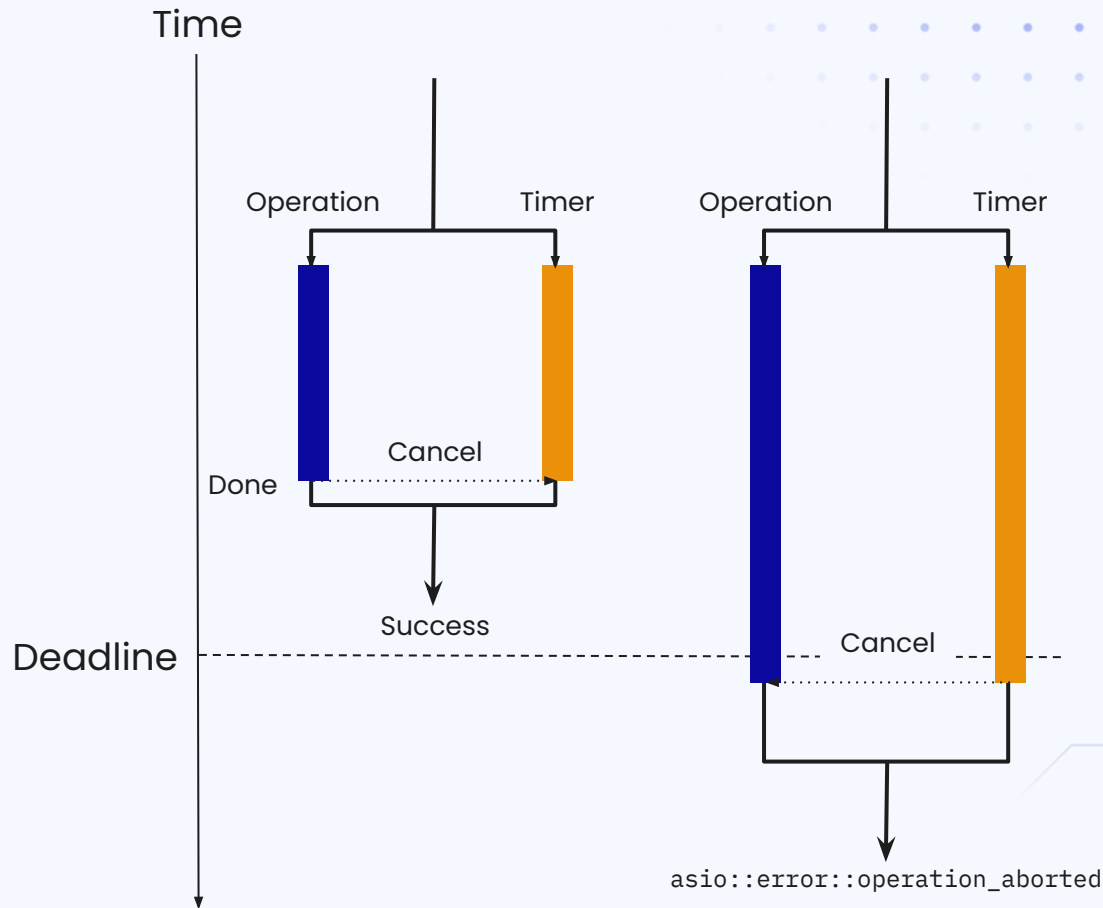 Time
Operation
Timer
Operation
Timer
Cancel
Done
Success
Deadline
Cancel
asio::error::operation_aborted